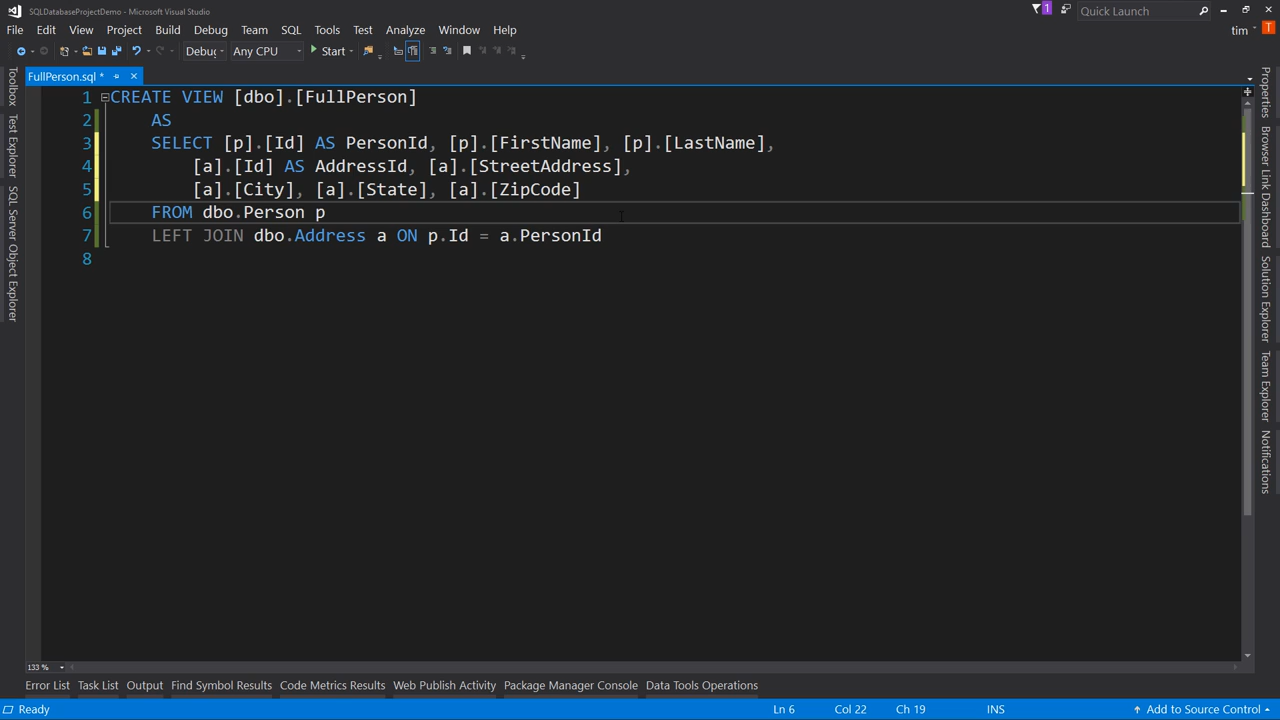 SQLDatabaseProjectDemo - Microsoft Visual Studio
1
Quick Launch
File Edit View Project Build Debug Team SQL Tools Test Analyze Window Help
tim T
Debug Any CPU Start
FullPerson.sql *
1 CREATE VIEW [dbo].[FullPerson]
2 AS
3 SELECT [p].[Id] AS PersonId, [p].[FirstName], [p].[LastName],
4 [a].[Id] AS AddressId, [a].[StreetAddress],
5 [a].[City], [a].[State], [a].[ZipCode]
6 FROM dbo.Person p
7 LEFT JOIN dbo.Address a ON p.Id = a.PersonId
8
Toolbox
Test Explorer
SQL Server Object Explorer
Properties
Browser Link Dashboard
Solution Explorer
Team Explorer
Notifications
133 %
Error List Task List Output Find Symbol Results Code Metrics Results Web Publish Activity Package Manager Console Data Tools Operations
Ready Ln 6 Col 22 Ch 19 INS Add to Source Control